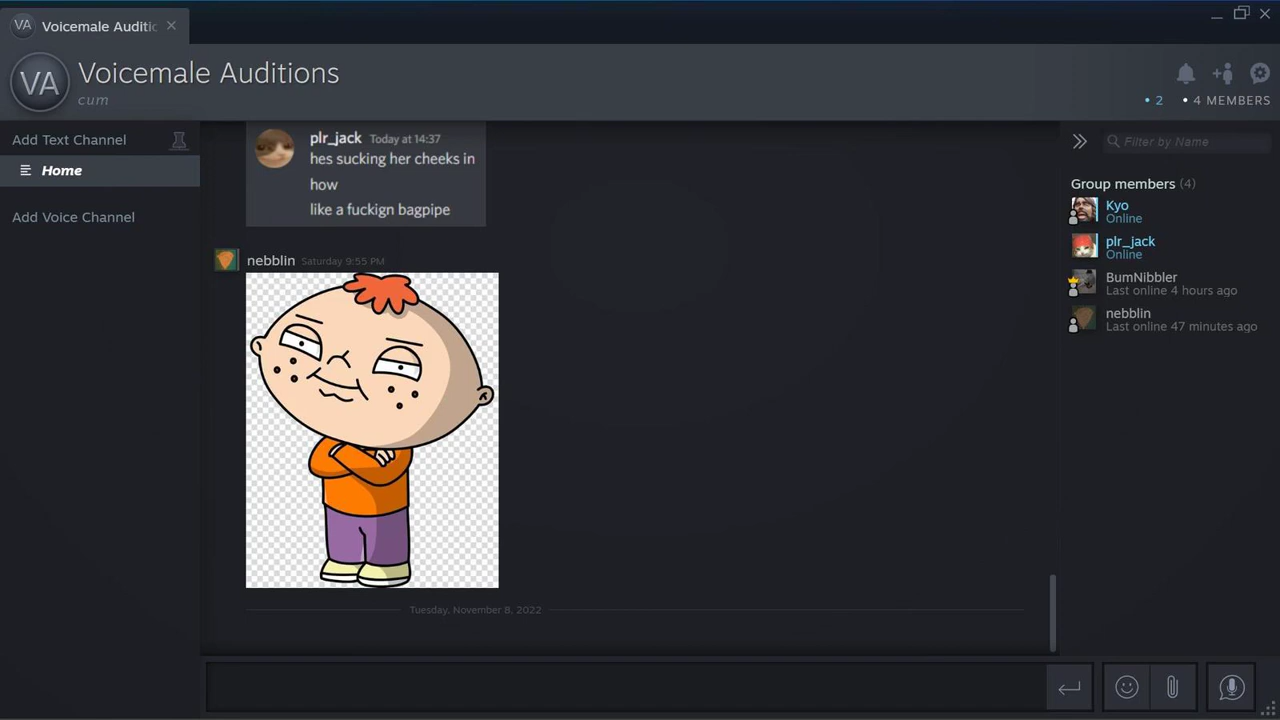 VA Voicemale Auditic
VA
Voicemale Auditions
cum
2
4 MEMBERS
Add Text Channel
Home
Add Voice Channel
plr_jack Today at 14:37
hes sucking her cheeks in
how
like a fuckign bagpipe
nebblin Saturday 9:55 PM
Tuesday, November 8, 2022
Filter by Name
Group members (4)
Kyo
Online
plr_jack
Online
BumNibbler
Last online 4 hours ago
nebblin
Last online 47 minutes ago